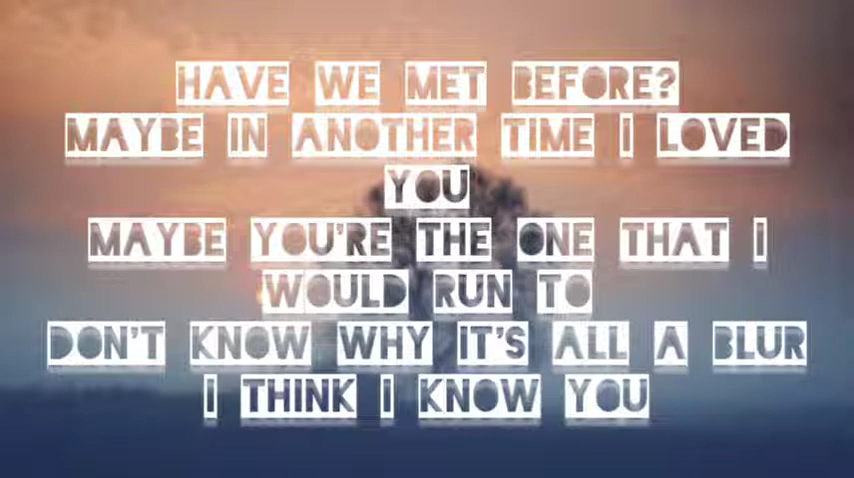 HAVE WE MET BEFORE?
MAYBE IN ANOTHER TIME I LOVED
YOU
MAYBE YOU'RE THE ONE THAT I
WOULD RUN TO
DON'T KNOW WHY IT'S ALL A BLUR
I THINK I KNOW YOU